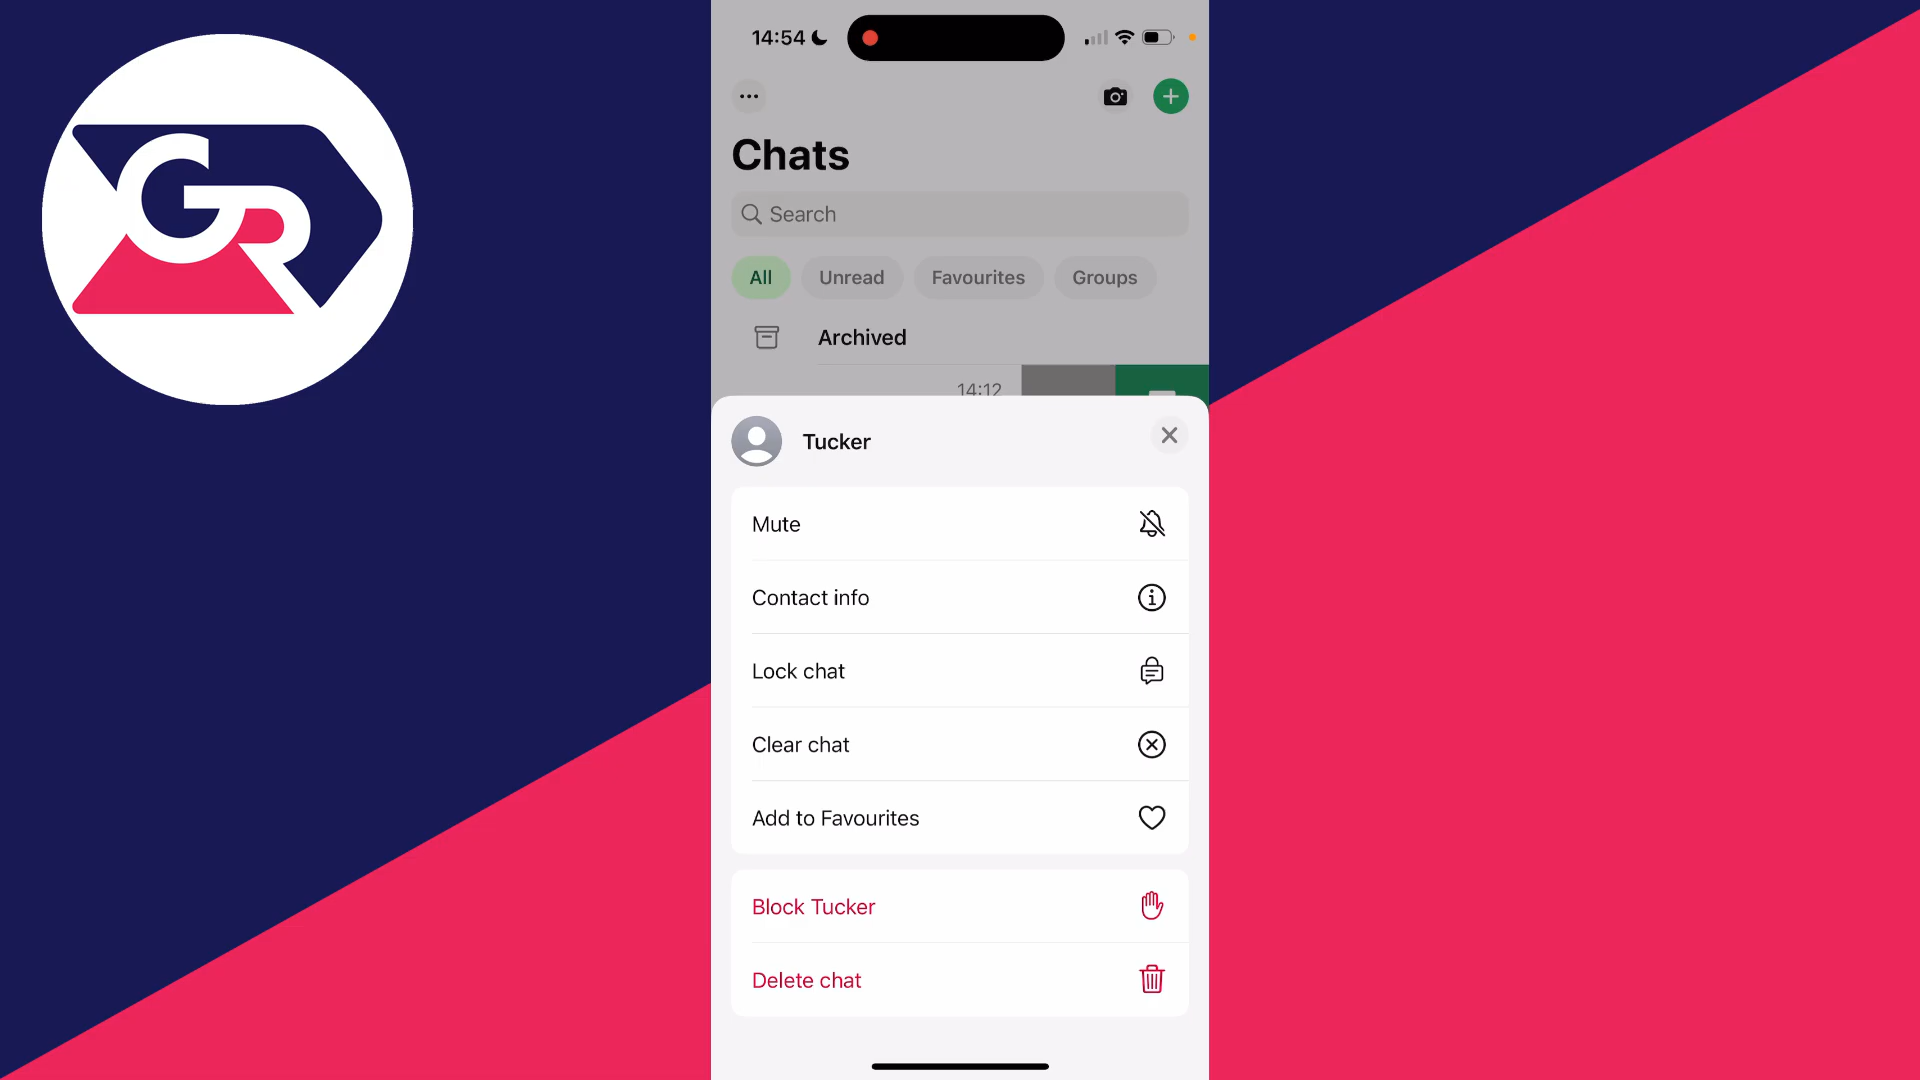 GR
14:54
Chats
Search
All Unread Favourites Groups
Archived
14:12
Tucker
Mute
Contact info
Lock chat
Clear chat
Add to Favourites
Block Tucker
Delete chat